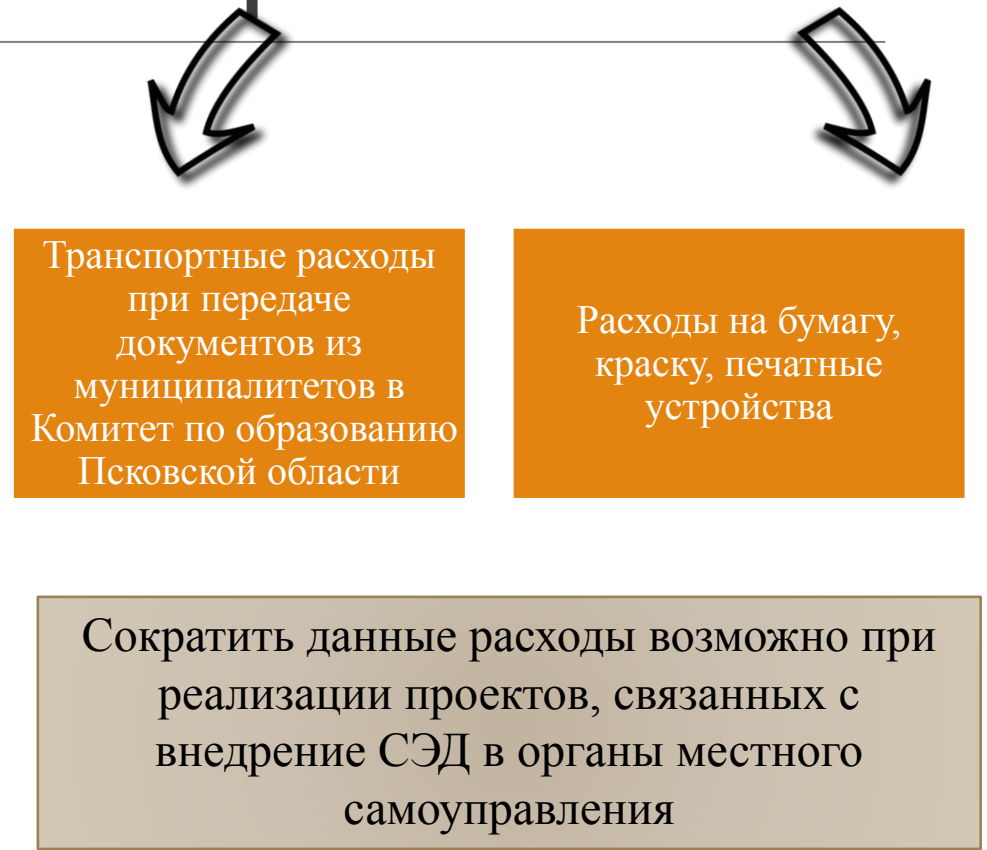 Транспортные расходы
при передаче
документов из
муниципалитетов в
Комитет по образованию
Псковской области
Расходы на бумагу,
краску, печатные
устройства
Сократить данные расходы возможно при
реализации проектов, связанных с
внедрение СЭД в органы местного
самоуправления